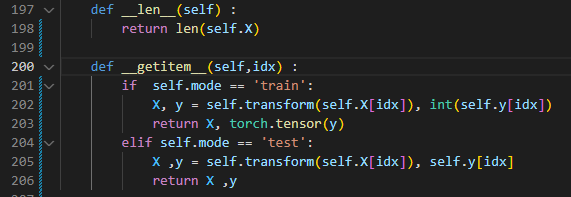 197 def __len__(self) :
198 return len(self.X)
199
200 def __getitem__(self,idx) :
201 if  self.mode == 'train':
202 X, y = self.transform(self.X[idx]), int(self.y[idx])
203 return X, torch.tensor(y)
204 elif self.mode == 'test':
205 X ,y = self.transform(self.X[idx]), self.y[idx]
206 return X ,y